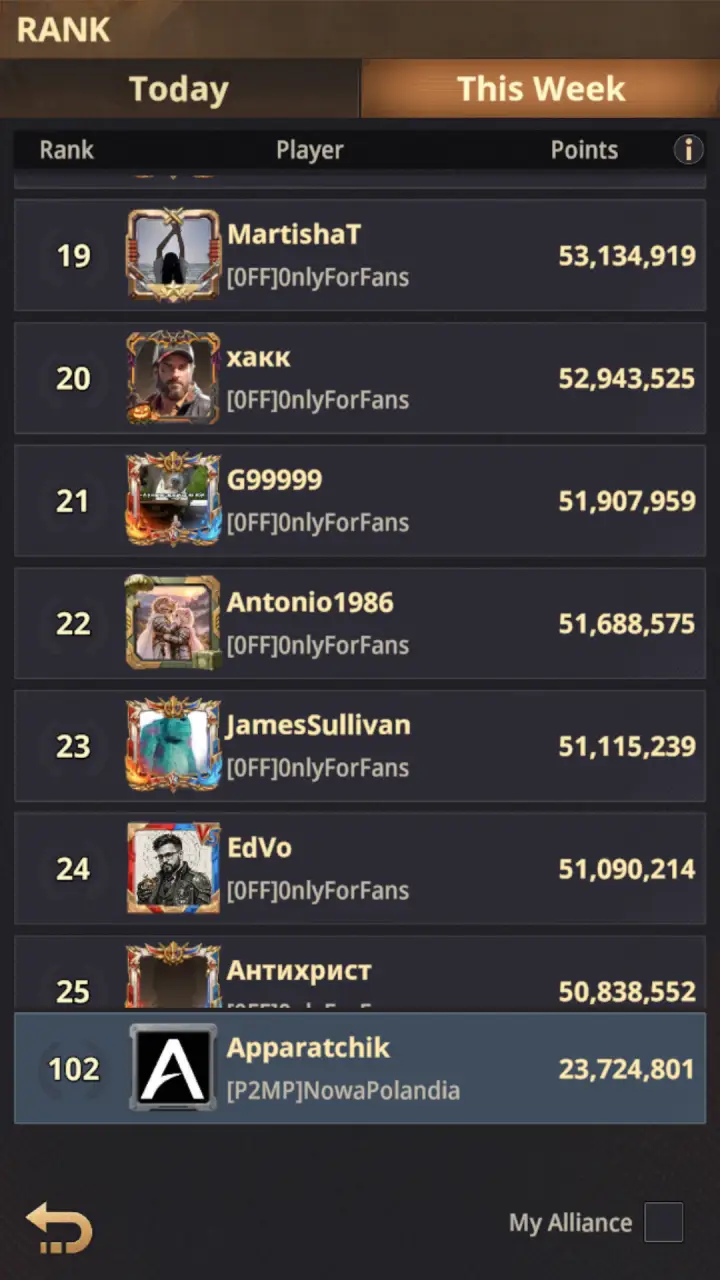 RANK
Today
This Week
Rank
Player
Points
19
MartishaT
[0FF]0nlyForFans
53,134,919
20
хакк
[0FF]0nlyForFans
52,943,525
21
G99999
[0FF]0nlyForFans
51,907,959
22
Antonio1986
[0FF]0nlyForFans
51,688,575
23
JamesSullivan
[0FF]0nlyForFans
51,115,239
24
EdVo
[0FF]0nlyForFans
51,090,214
25
Антихрист
50,838,552
102
Apparatchik
[P2MP]NowaPolandia
23,724,801
My Alliance